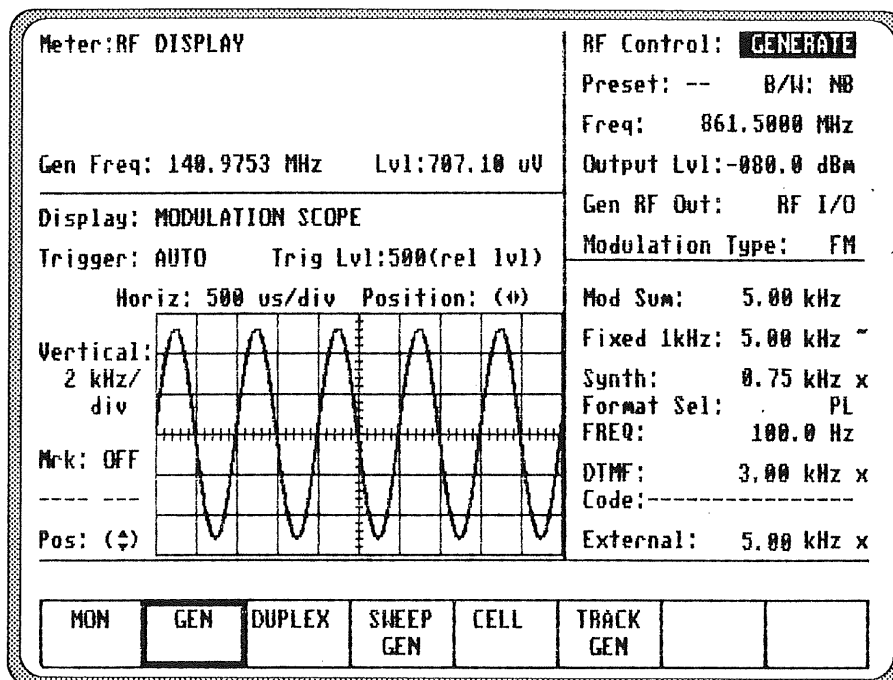 Meter:RF DISPLAY
Gen Freq: 140.9753 MHz Lvl:707.10 uV
Display: MODULATION SCOPE
Trigger: AUTO Trig Lvl:500(rel lvl)
Horiz: 500 us/div Position: (↔)
Vertical:
2 kHz/
div
Mrk: OFF
---- ---
Pos: (↕)
RF Control: GENERATE
Preset: -- B/W: NB
Freq: 861.5000 MHz
Output Lvl:-080.0 dBm
Gen RF Out: RF I/O
Modulation Type: FM
Mod Sum: 5.00 kHz
Fixed 1kHz: 5.00 kHz ~
Synth: 0.75 kHz x
Format Sel: PL
FREQ: 100.0 Hz
DTMF: 3.00 kHz x
Code:----------------
External: 5.00 kHz x
MON
GEN
DUPLEX
SWEEP
GEN
CELL
TRACK
GEN